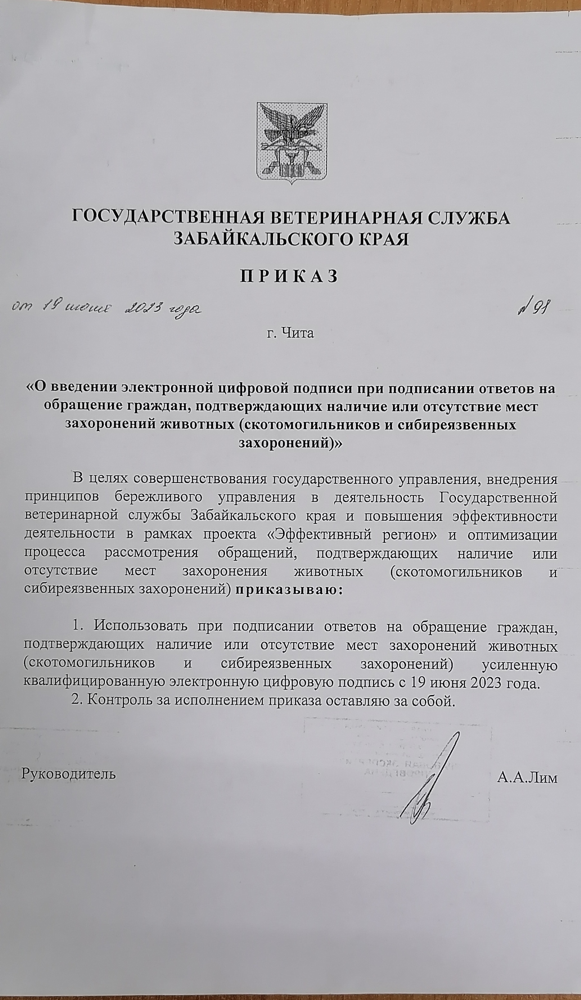 ГОСУДАРСТВЕННАЯ ВЕТЕРИНАРНАЯ СЛУЖБА
ЗАБАЙКАЛЬСКОГО КРАЯ
П Р И К А З
от 19 июня 2023 года № 91
г. Чита
«О введении электронной цифровой подписи при подписании ответов на
обращение граждан, подтверждающих наличие или отсутствие мест
захоронений животных (скотомогильников и сибиреязвенных
захоронений)»
В целях совершенствования государственного управления, внедрения
принципов бережливого управления в деятельность Государственной
ветеринарной службы Забайкальского края и повышения эффективности
деятельности в рамках проекта «Эффективный регион» и оптимизации
процесса рассмотрения обращений, подтверждающих наличие или
отсутствие мест захоронения животных (скотомогильников и
сибиреязвенных захоронений) приказываю:
1. Использовать при подписании ответов на обращение граждан,
подтверждающих наличие или отсутствие мест захоронений животных
(скотомогильников и сибиреязвенных захоронений) усиленную
квалифицированную электронную цифровую подпись с 19 июня 2023 года.
2. Контроль за исполнением приказа оставляю за собой.
Руководитель А.А.Лим